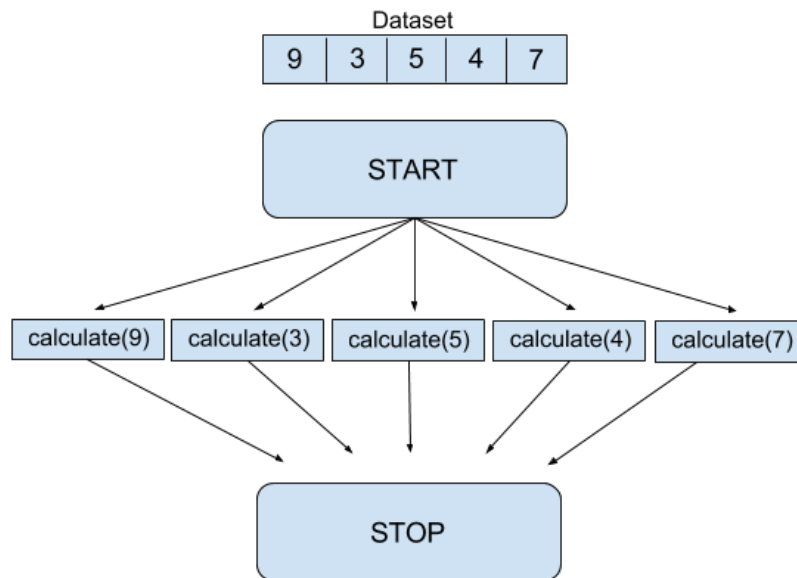 Dataset
9 3 5 4 7
START
calculate(9) calculate(3) calculate(5) calculate(4) calculate(7)
STOP